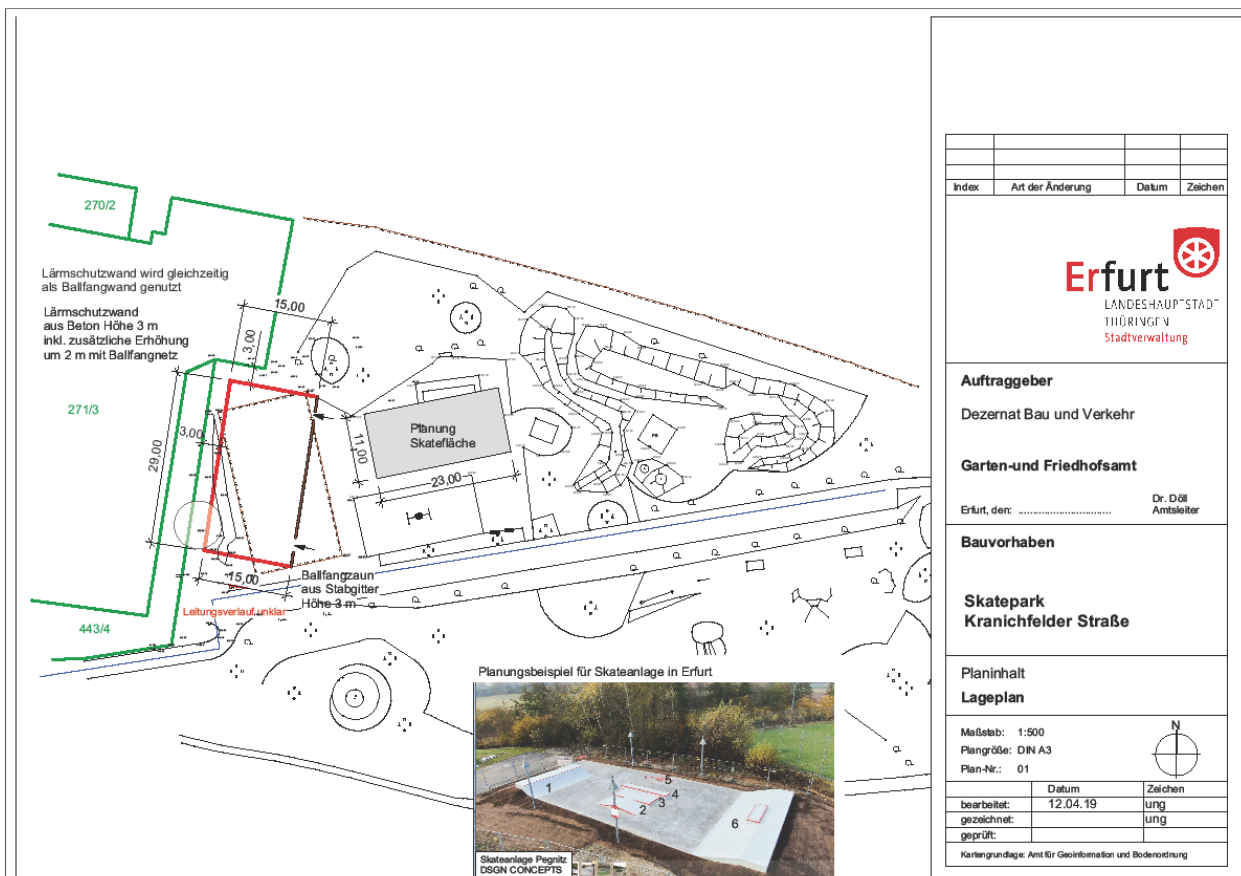 270/2
Lärmschutzwand wird gleichzeitig
als Ballfangwand genutzt
Lärmschutzwand
aus Beton Höhe 3 m
inkl. zusätzliche Erhöhung
um 2 m mit Ballfangnetz
271/3
15,00
3,00
3,00
29,00
11,00
Planung
Skatefläche
23,00
15,00
Ballfangzaun
aus Stabgitter
Höhe 3 m
Leitungsverlauf unklar
443/4
Planungsbeispiel für Skateanlage in Erfurt
1
2
3
4
5
6
Skateanlage Pegnitz
DSGN CONCEPTS
Index Art der Änderung Datum Zeichen
Erfurt
LANDESHAUPTSTADT
THÜRINGEN
Stadtverwaltung
Auftraggeber
Dezernat Bau und Verkehr
Garten-und Friedhofsamt
Erfurt, den: ................................ Dr. Döll
Amtsleiter
Bauvorhaben
Skatepark
Kranichfelder Straße
Planinhalt
Lageplan
Maßstab: 1:500
Plangröße: DIN A3
Plan-Nr.: 01
N
Datum Zeichen
bearbeitet: 12.04.19 ung
gezeichnet: ung
geprüft:
Kartengrundlage: Amt für Geoinformation und Bodenordnung